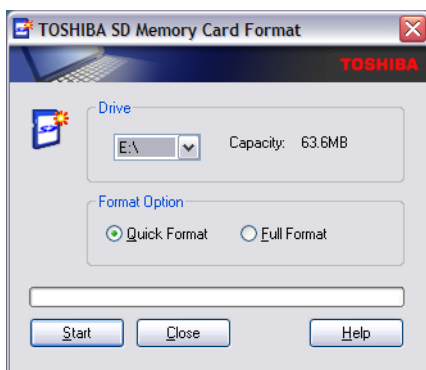 TOSHIBA SD Memory Card Format
TOSHIBA
Drive
E:\ Capacity: 63.6MB
Format Option
Quick Format Full Format
Start Close Help